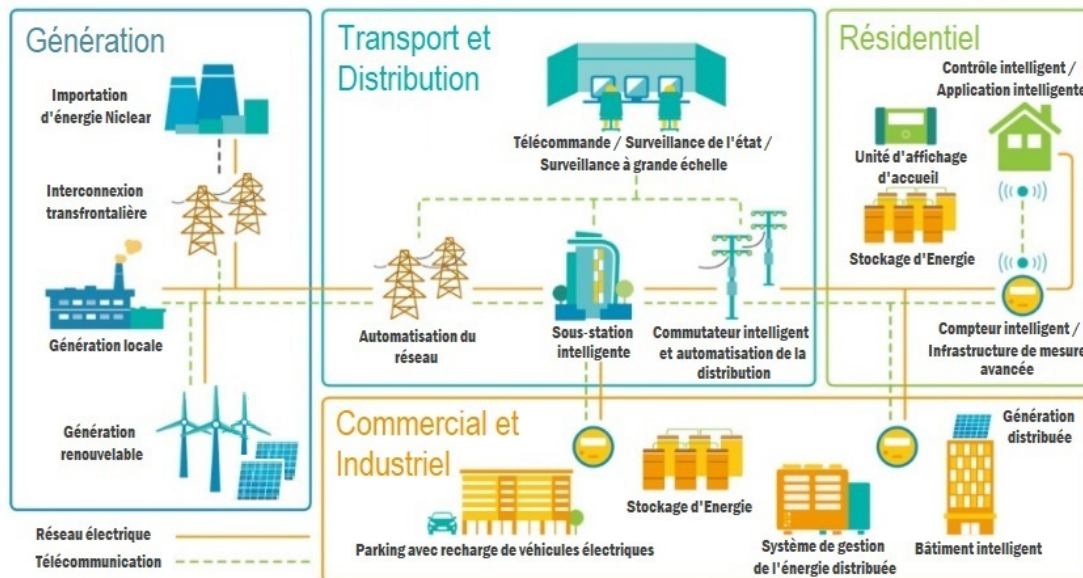 Génération
Importation
d'énergie Niclear
Interconnexion
transfrontalière
Génération locale
Génération
renouvelable
Réseau électrique
Télécommunication
Transport et
Distribution
Télécommande / Surveillance de l'état /
Surveillance à grande échelle
Automatisation du
réseau
Sous-station
intelligente
Commutateur intelligent
et automatisation de la
distribution
Résidentiel
Contrôle intelligent /
Application intelligente
Unité d'affichage
d'accueil
Stockage d'Energie
Compteur intelligent /
Infrastructure de mesure
avancée
Commercial et
Industriel
Parking avec recharge de véhicules électriques
Stockage d'Energie
Système de gestion
de l'énergie distribuée
Génération
distribuée
Bâtiment intelligent